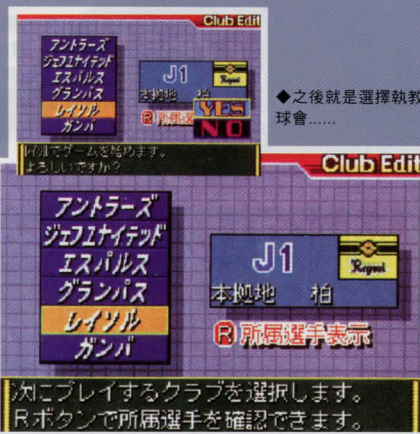 Club Edit
アントラーズ
ジェフユナイテッド
エスパルス
グランパス
レイソル
ガンバ
J1
Reysol
本拠地 柏
R 所属選
YES
NO
レイソルでゲームを始めます。
よろしいですか?
◆之後就是選擇執教
球會......
Club Edit
アントラーズ
ジェフユナイテッド
エスパルス
グランパス
レイソル
ガンバ
J1
Reysol
本拠地 柏
R 所属選手表示
次にプレイするクラブを選択します。
Rボタンで所属選手を確認できます。